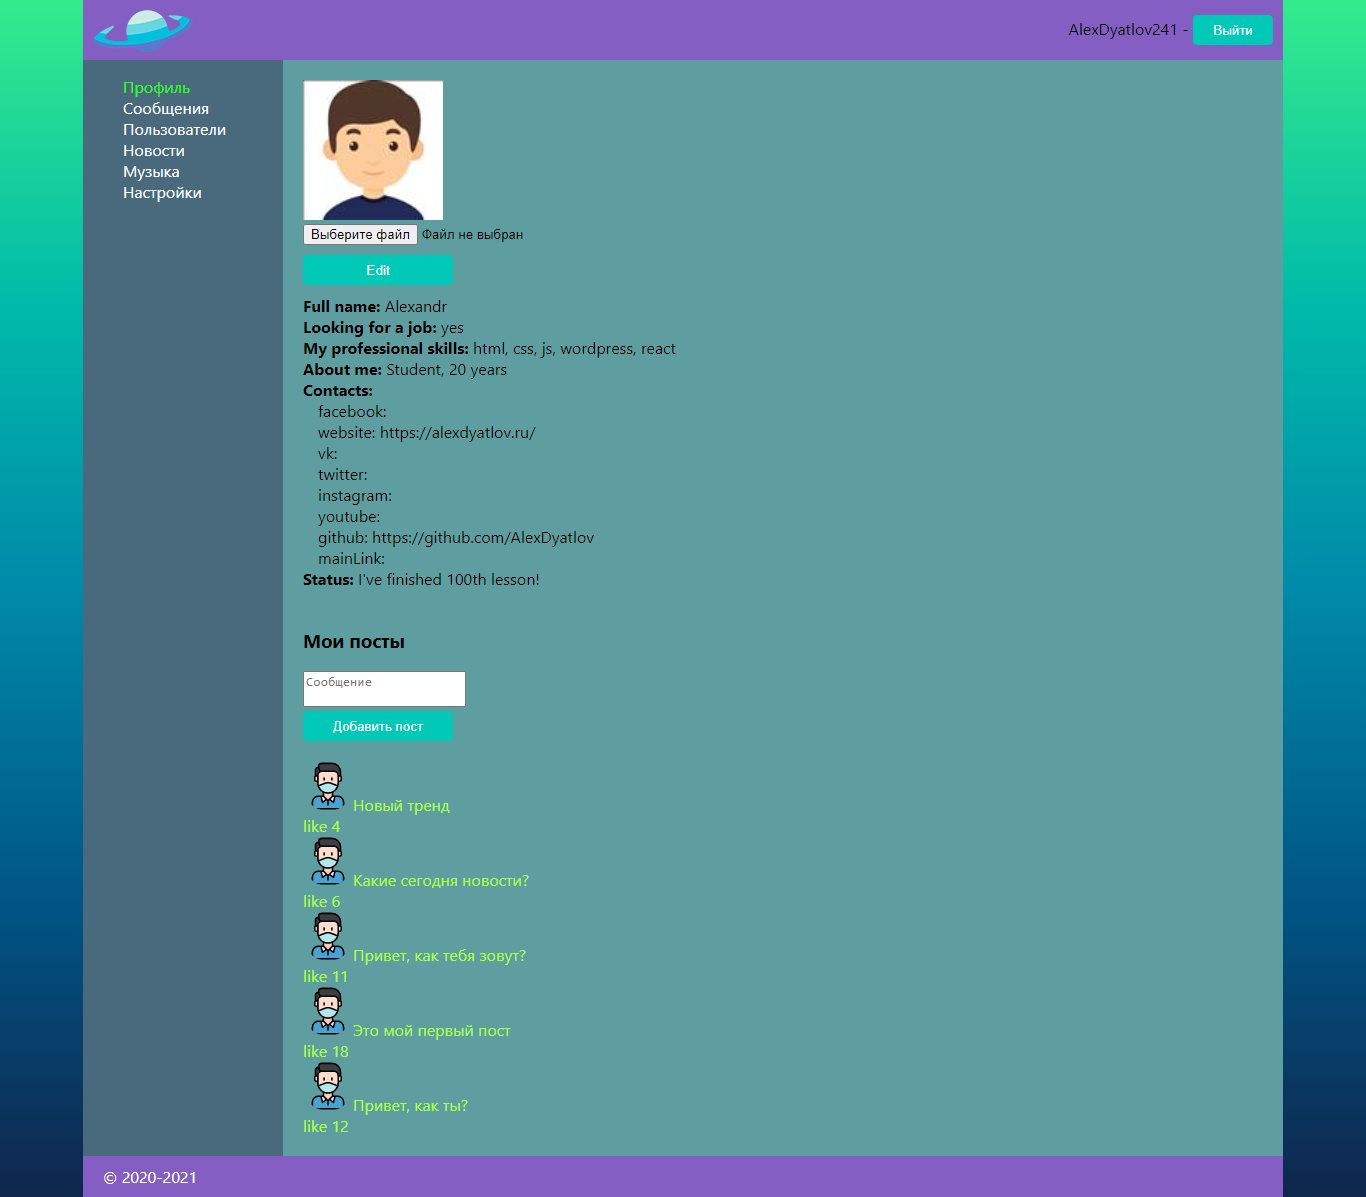 AlexDyatlov241 - Выйти
Профиль
Сообщения
Пользователи
Новости
Музыка
Настройки
Выберите файл Файл не выбран
Edit
Full name: Alexandr
Looking for a job: yes
My professional skills: html, css, js, wordpress, react
About me: Student, 20 years
Contacts:
facebook:
website: https://alexdyatlov.ru/
vk:
twitter:
instagram:
youtube:
github: https://github.com/AlexDyatlov
mainLink:
Status: I've finished 100th lesson!
Мои посты
Сообщение
Добавить пост
Новый тренд
like 4
Какие сегодня новости?
like 6
Привет, как тебя зовут?
like 11
Это мой первый пост
like 18
Привет, как ты?
like 12
© 2020-2021